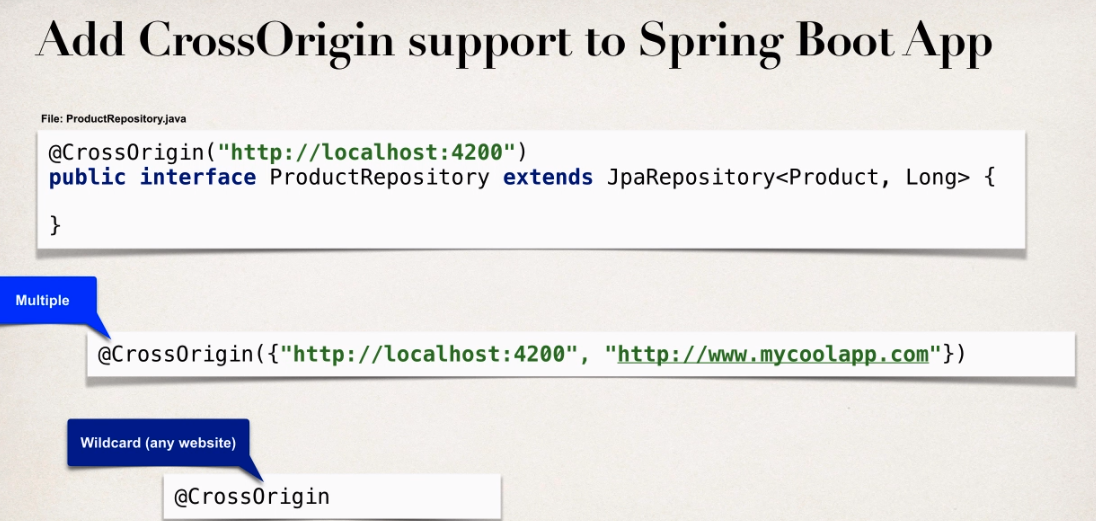 Add CrossOrigin support to Spring Boot App
File: ProductRepository.java
@CrossOrigin("http://localhost:4200")
public interface ProductRepository extends JpaRepository<Product, Long> {
}
Multiple
@CrossOrigin({"http://localhost:4200", "http://www.mycoolapp.com"})
Wildcard (any website)
@CrossOrigin